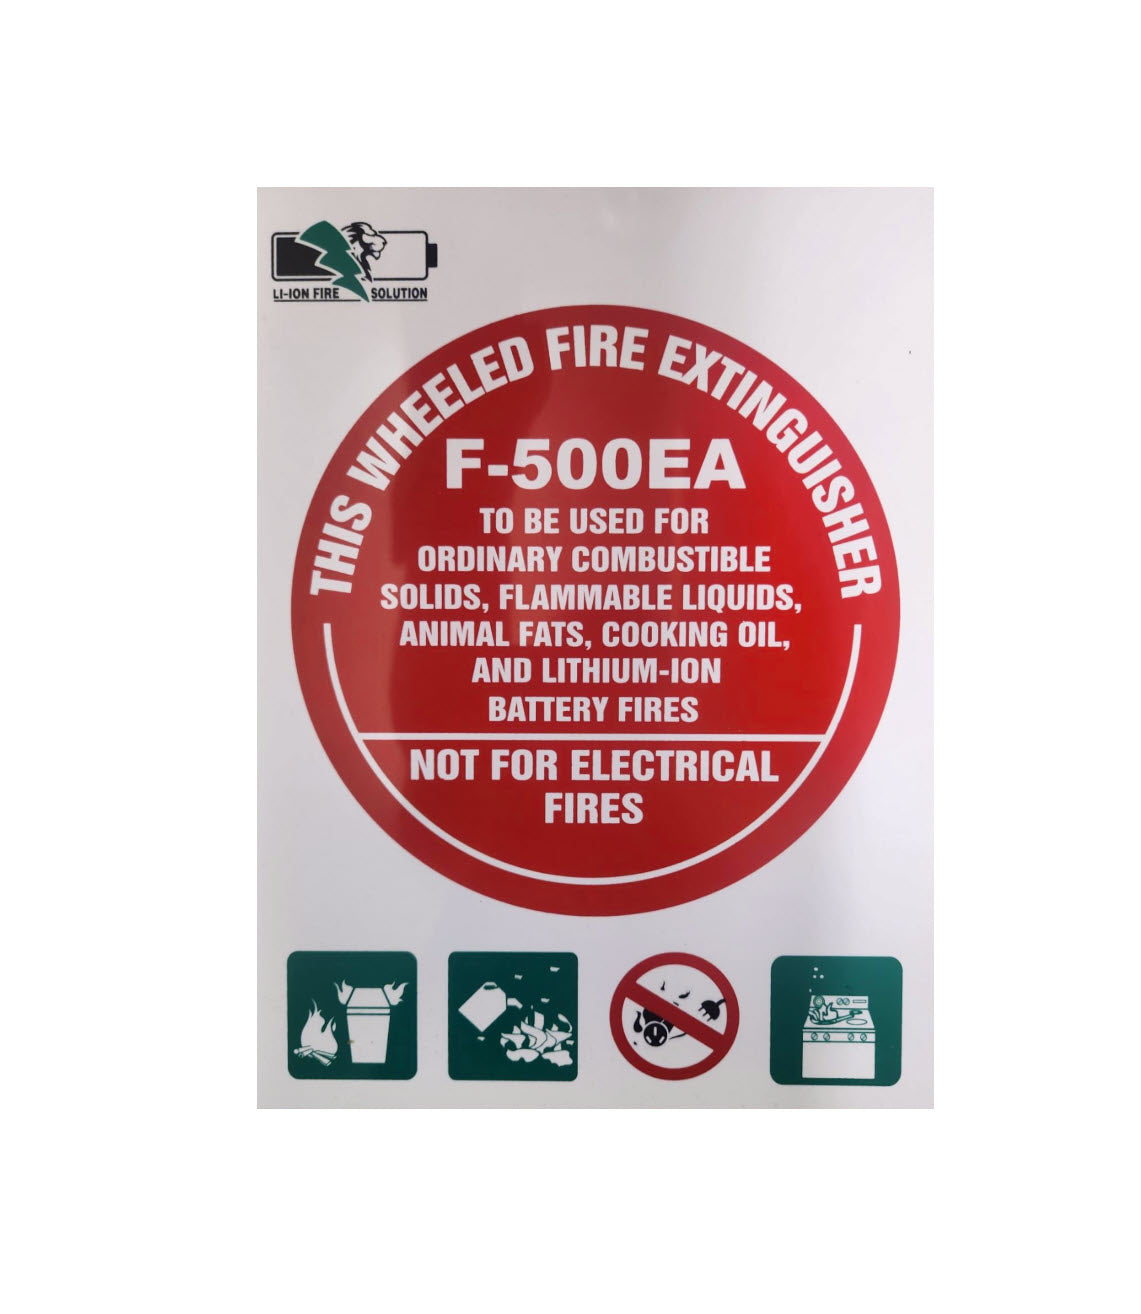 LI-ION FIRE SOLUTION
THIS WHEELED FIRE EXTINGUISHER
F-500EA
TO BE USED FOR
ORDINARY COMBUSTIBLE
SOLIDS, FLAMMABLE LIQUIDS,
ANIMAL FATS, COOKING OIL,
AND LITHIUM-ION
BATTERY FIRES
NOT FOR ELECTRICAL
FIRES